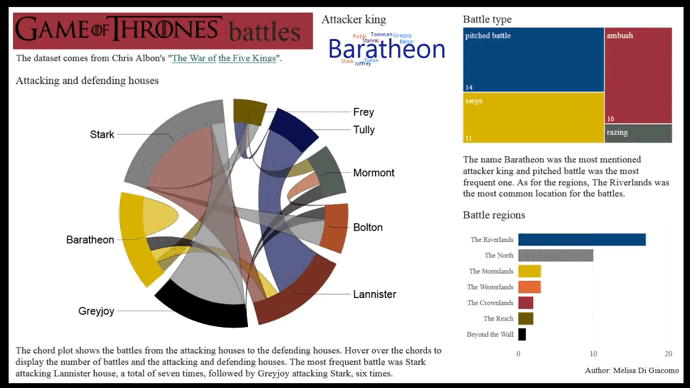 GAME OF THRONES battles
The dataset comes from Chris Albon's "The War of the Five Kings".
Attacking and defending houses
Stark
Baratheon
Greyjoy
Frey
Tully
Mormont
Bolton
Lannister
The chord plot shows the battles from the attacking houses to the defending houses. Hover over the chords to
display the number of battles and the attacking and defending houses. The most frequent battle was Stark
attacking Lannister house, a total of seven times, followed by Greyjoy attacking Stark, six times.
Attacker king
Robb
Tommen
Gregoy
Stannis
Baratheon
Stark
Joffrey
Battle type
pitched battle
14
siege
11
ambush
10
razing
The name Baratheon was the most mentioned
attacker king and pitched battle was the most
frequent one. As for the regions, The Riverlands was
the most common location for the battles.
Battle regions
The Riverlands
The North
The Stormlands
The Westerlands
The Crownlands
The Reach
Beyond the Wall
0 10 20
Author: Melisa Di Giacomo